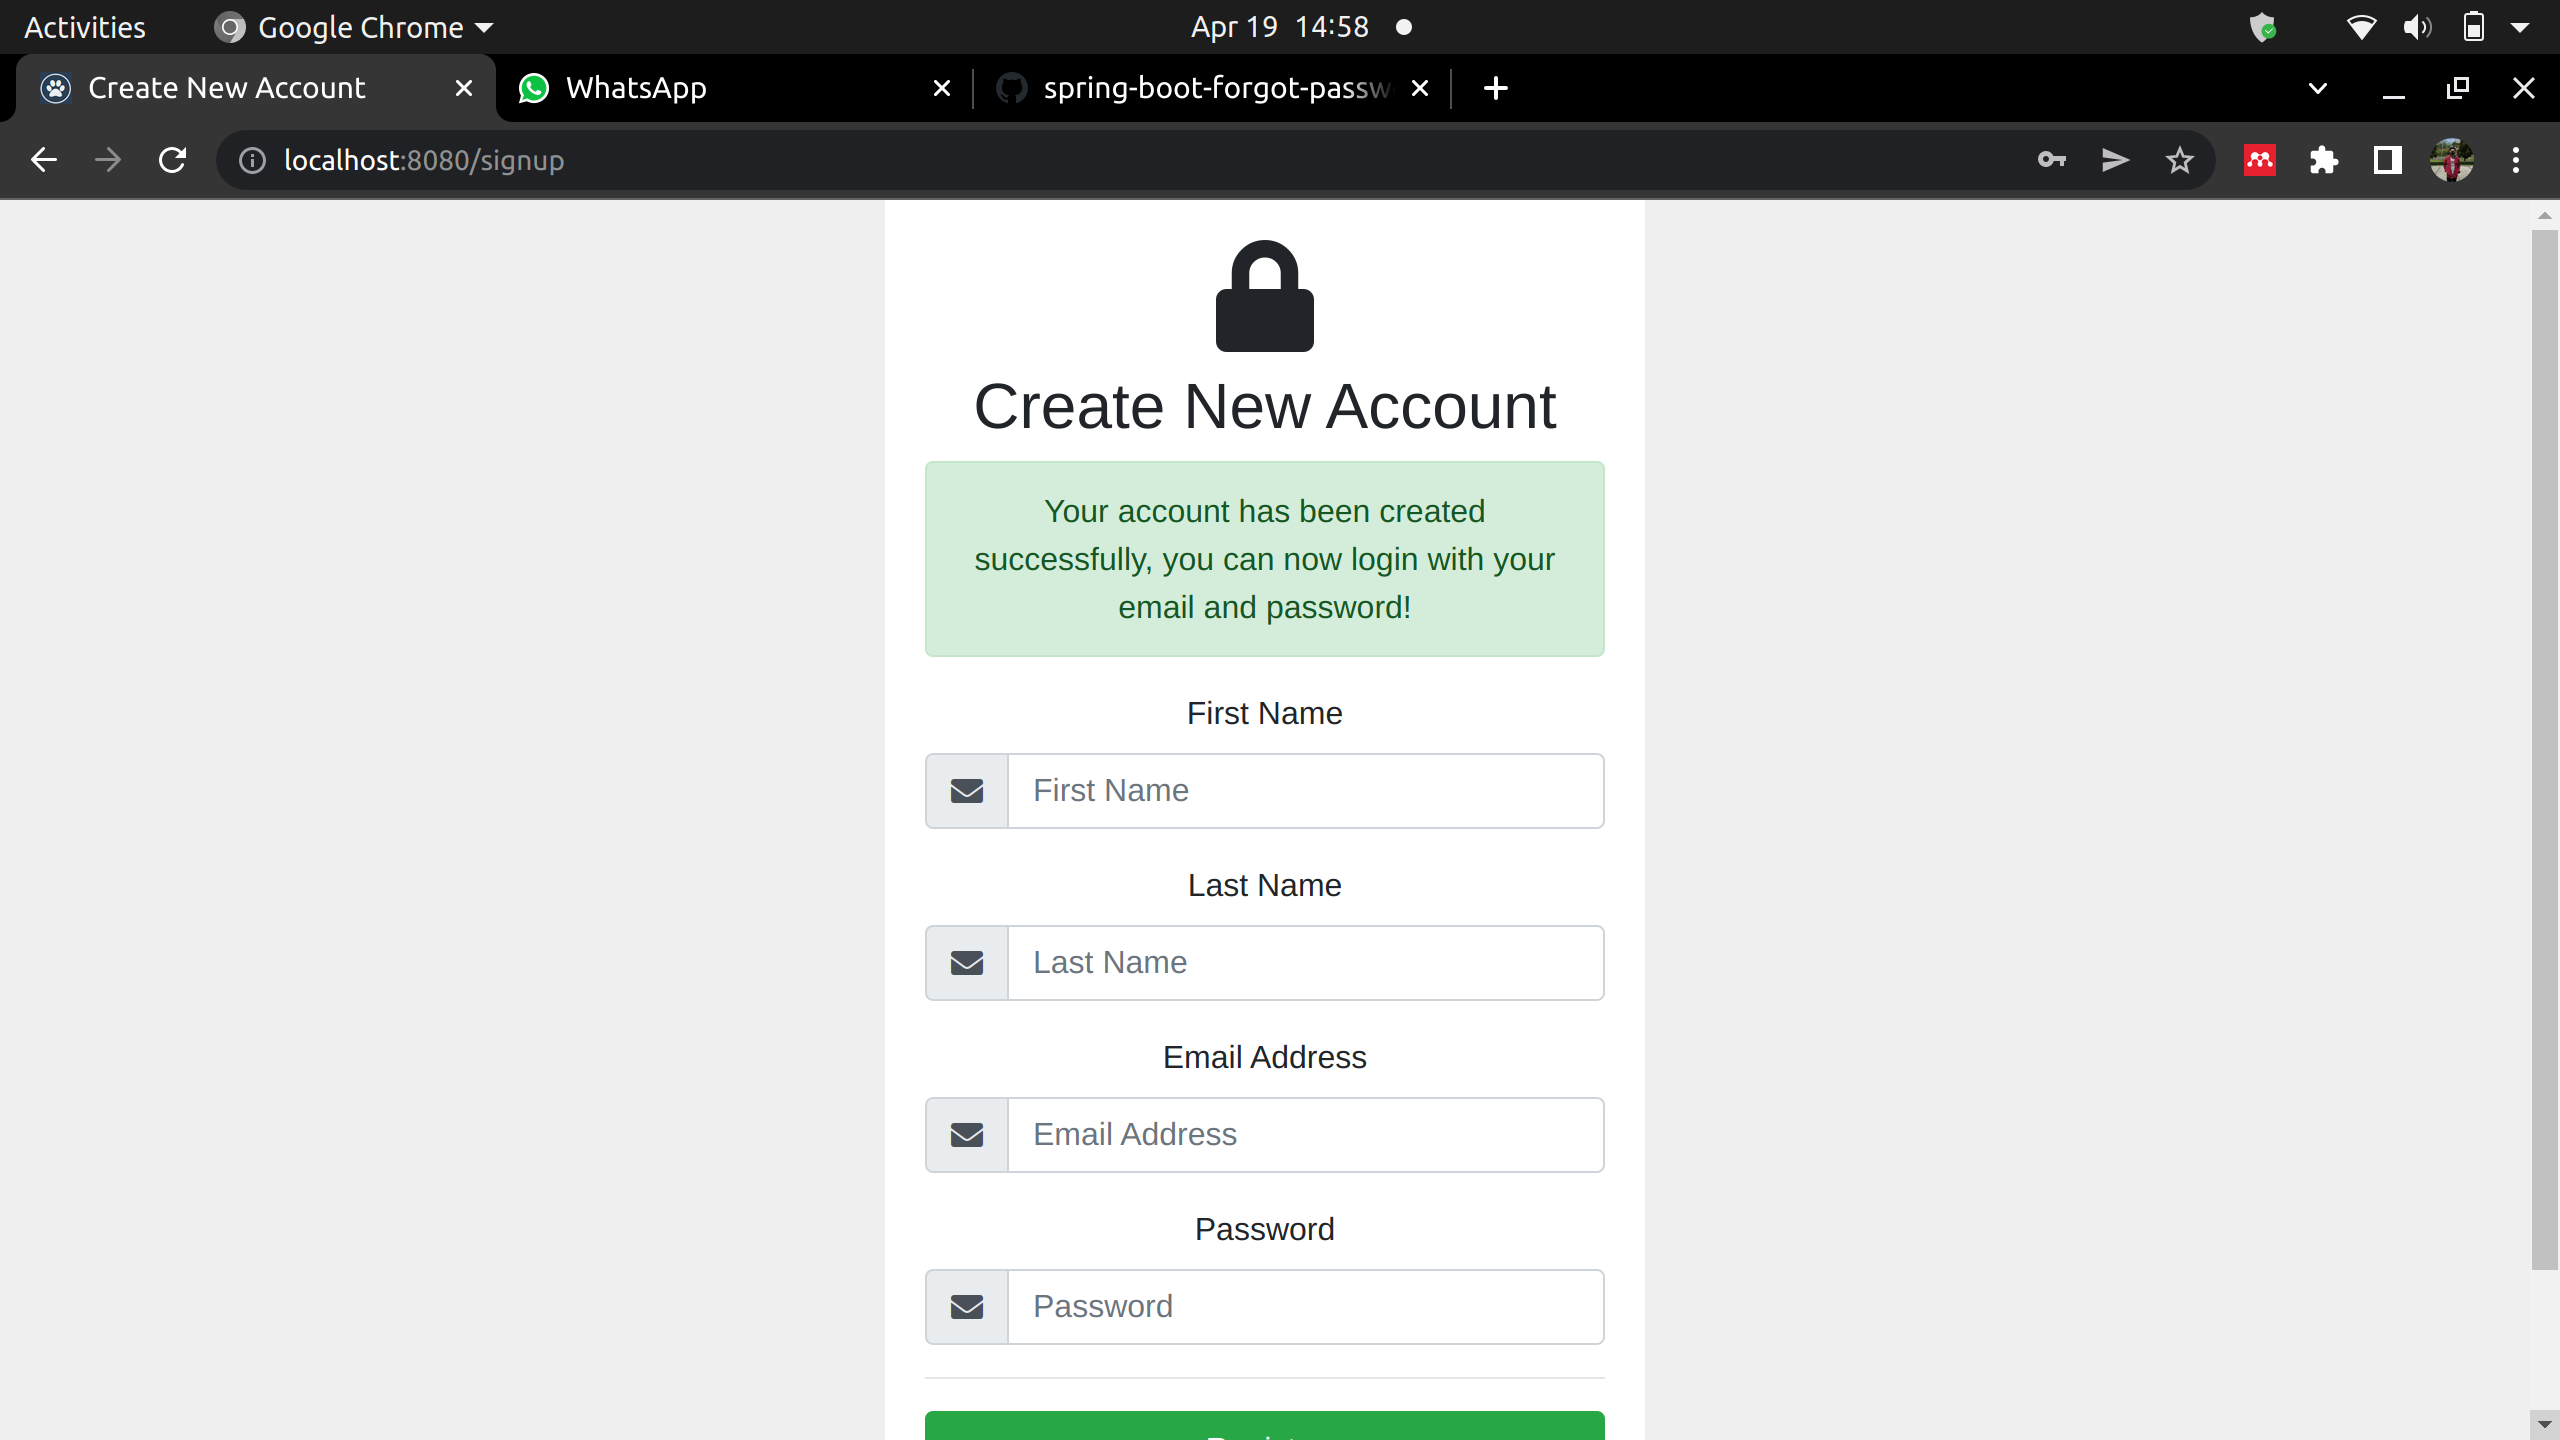 Activities
Google Chrome
Apr 19 14:58
Create New Account
WhatsApp
spring-boot-forgot-passw
localhost:8080/signup
Create New Account
Your account has been created
successfully, you can now login with your
email and password!
First Name
First Name
Last Name
Last Name
Email Address
Email Address
Password
Password